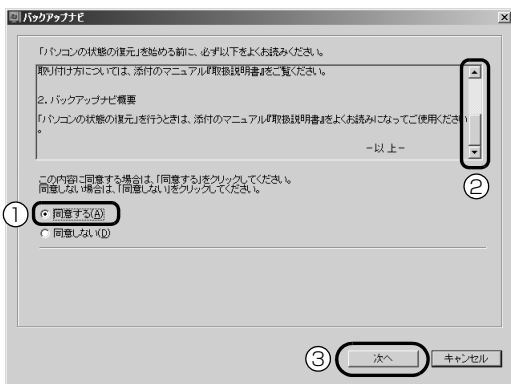 バックアップナビ
「パソコンの状態の復元」を始める前に、必ず以下をよくお読みください。
取り付け方については、添付のマニュアル『取扱説明書』をご覧ください。
2. バックアップナビ概要
「パソコンの状態の復元」を行うときは、添付のマニュアル『取扱説明書』をよくお読みになってご使用ください
。
-以上-
②
この内容に同意する場合は、「同意する」をクリックしてください。
同意しない場合は、「同意しない」をクリックしてください。
① 同意する(A)
同意しない(D)
③ 次へ キャンセル